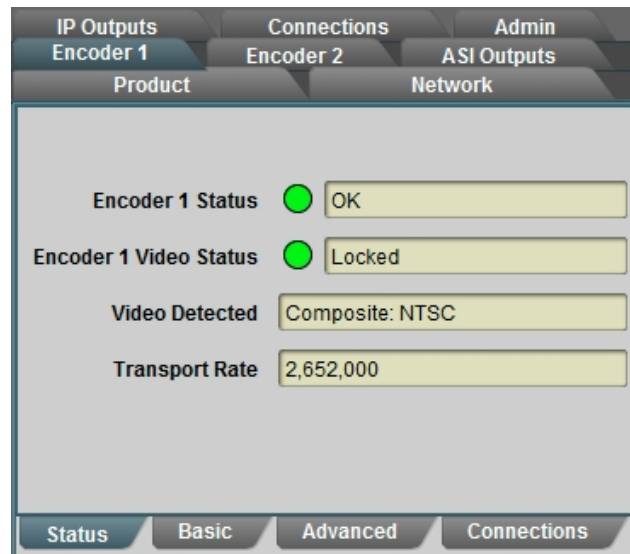 IP Outputs Connections Admin
Encoder 1 Encoder 2 ASI Outputs
Product Network
Encoder 1 Status OK
Encoder 1 Video Status Locked
Video Detected Composite: NTSC
Transport Rate 2,652,000
Status Basic Advanced Connections